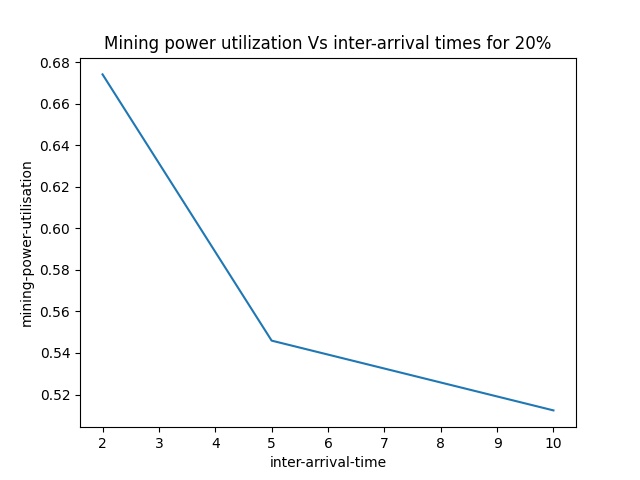 Mining power utilization Vs inter-arrival times for 20%
0.68
0.66
0.64
0.62
0.60
0.58
0.56
0.54
0.52
mining-power-utilisation
2 3 4 5 6 7 8 9 10
inter-arrival-time